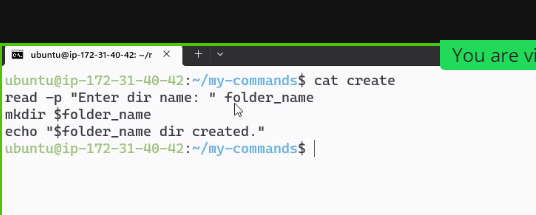 ubuntu@ip-172-31-40-42: ~/r
You are vi
ubuntu@ip-172-31-40-42:~/my-commands$ cat create
read -p "Enter dir name: " folder_name
mkdir $folder_name
echo "$folder_name dir created."
ubuntu@ip-172-31-40-42:~/my-commands$